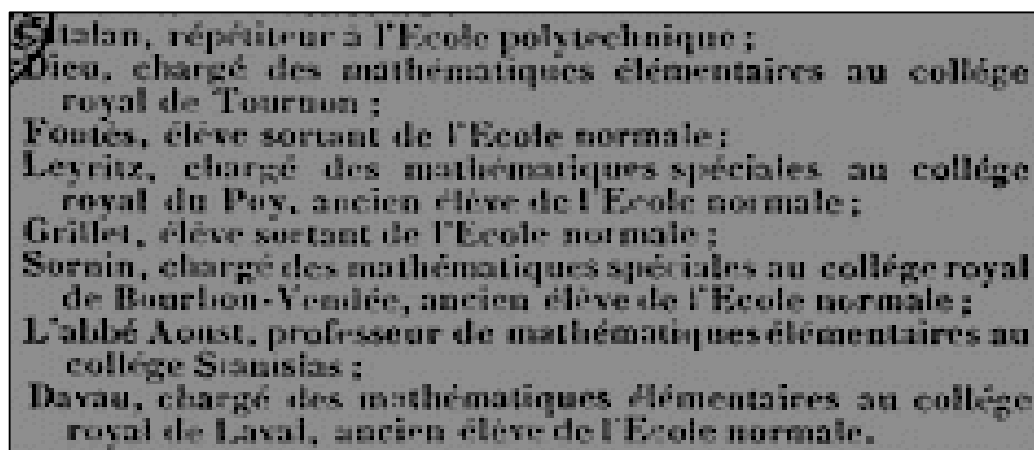 talan, répétiteur à l'Ecole polytechnique ;
Dieu, chargé des mathématiques élémentaires au collége
royal de Tournon ;
Foutès, élève sortant de l'Ecole normale ;
Leyritz, chargé des mathématiques spéciales au collége
royal du Puy, ancien élève de l'Ecole normale ;
Grillet, élève sortant de l'Ecole normale ;
Sornin, chargé des mathématiques spéciales au collége royal
de Bourbon-Vendée, ancien élève de l'Ecole normale ;
L'abbé Aoust, professeur de mathématiques élémentaires au
collége Stanislas ;
Davau, chargé des mathématiques élémentaires au collége
royal de Laval, ancien élève de l'Ecole normale.